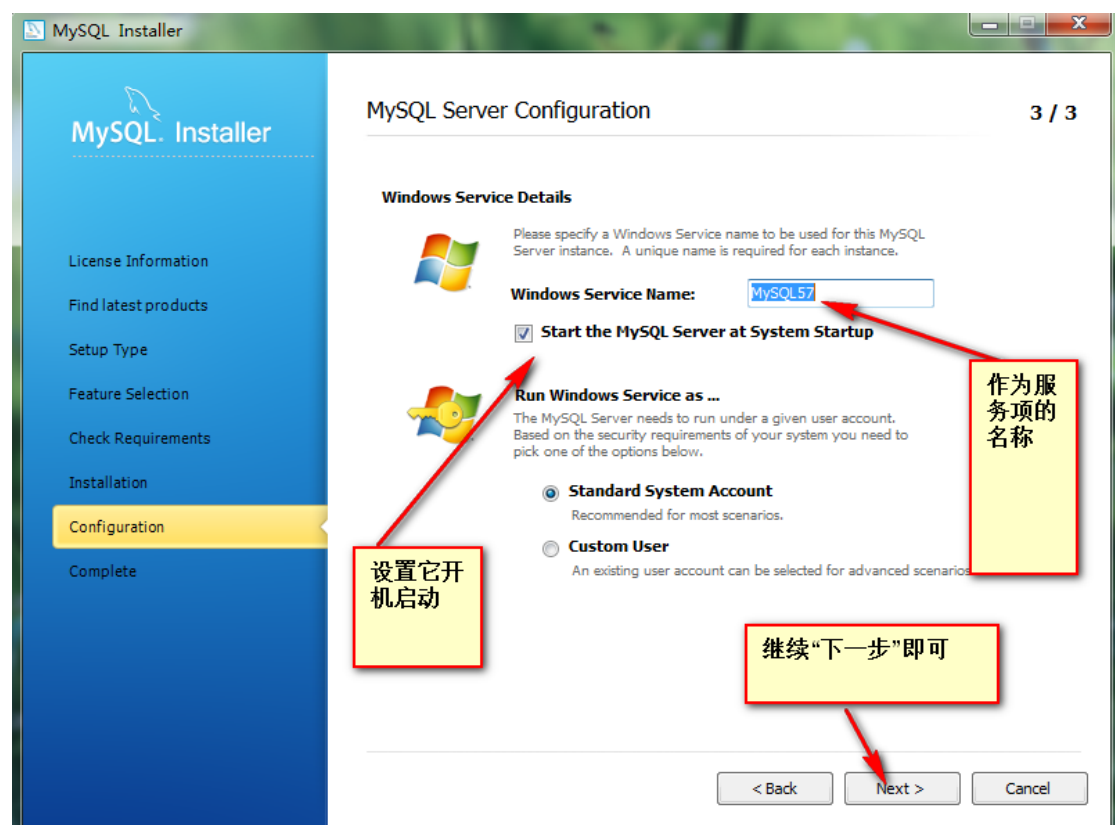 MySQL Installer
MySQL. Installer
License Information
Find latest products
Setup Type
Feature Selection
Check Requirements
Installation
Configuration
Complete
MySQL Server Configuration
3 / 3
Windows Service Details
Please specify a Windows Service name to be used for this MySQL
Server instance. A unique name is required for each instance.
Windows Service Name:
MySQL57
Start the MySQL Server at System Startup
作为服
务项的
名称
Run Windows Service as ...
The MySQL Server needs to run under a given user account.
Based on the security requirements of your system you need to
pick one of the options below.
Standard System Account
Recommended for most scenarios.
Custom User
An existing user account can be selected for advanced scenarios
设置它开
机启动
继续“下一步”即可
< Back
Next >
Cancel